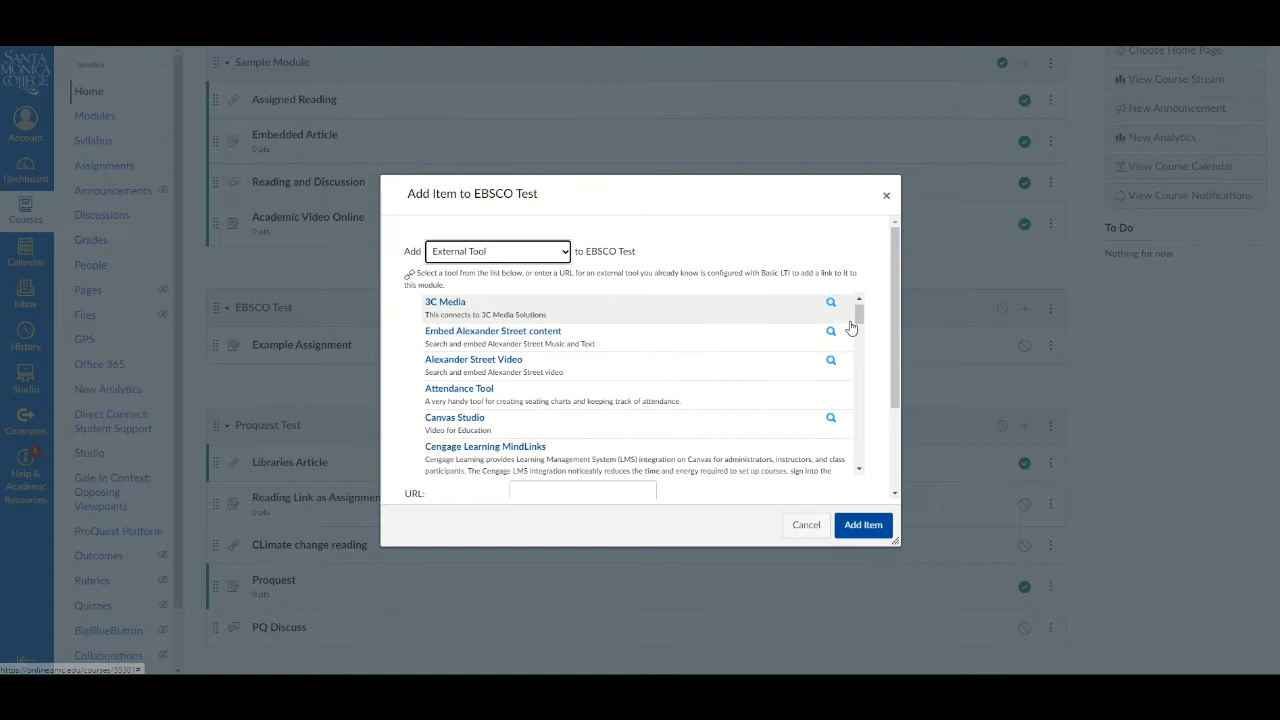 SANTA
MONICA
COLLEGE
Account
Dashboard
Courses
Calendar
Inbox
History
Studio
Commons
6
Help &
Academic
Resources
Home
Modules
Syllabus
Assignments
Announcements
Discussions
Grades
People
Pages
Files
GPS
Office 365
New Analytics
Direct Connect:
Student Support
Studio
Gale In Context:
Opposing
Viewpoints
ProQuest Platform
Outcomes
Rubrics
Quizzes
BigBlueButton
Collaborations
https://online.smc.edu/courses/55301#
Sample Module
Assigned Reading
Embedded Article
0 pts
Reading and Discussion
Academic Video Online
0 pts
EBSCO Test
Example Assignment
Proquest Test
Libraries Article
Reading Link as Assignmen
0 pts
CLimate change reading
Proquest
0 pts
PQ Discuss
Add Item to EBSCO Test
×
Add External Tool to EBSCO Test
Select a tool from the list below, or enter a URL for an external tool you already know is configured with Basic LTI to add a link to it to
this module.
3C Media
This connects to 3C Media Solutions
Embed Alexander Street content
Search and embed Alexander Street Music and Text
Alexander Street Video
Search and embed Alexander Street video
Attendance Tool
A very handy tool for creating seating charts and keeping track of attendance.
Canvas Studio
Video for Education
Cengage Learning MindLinks
Cengage Learning provides Learning Management System (LMS) integration on Canvas for administrators, instructors, and class
participants. The Cengage LMS integration noticeably reduces the time and energy required to set up courses, sign into the
URL:
Cancel
Add Item
Choose Home Page
View Course Stream
New Announcement
New Analytics
View Course Calendar
View Course Notifications
To Do
Nothing for now